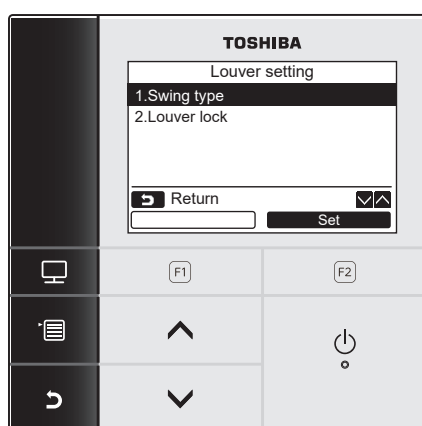 TOSHIBA
Louver setting
1.Swing type
2.Louver lock
Return
Set
F1
F2